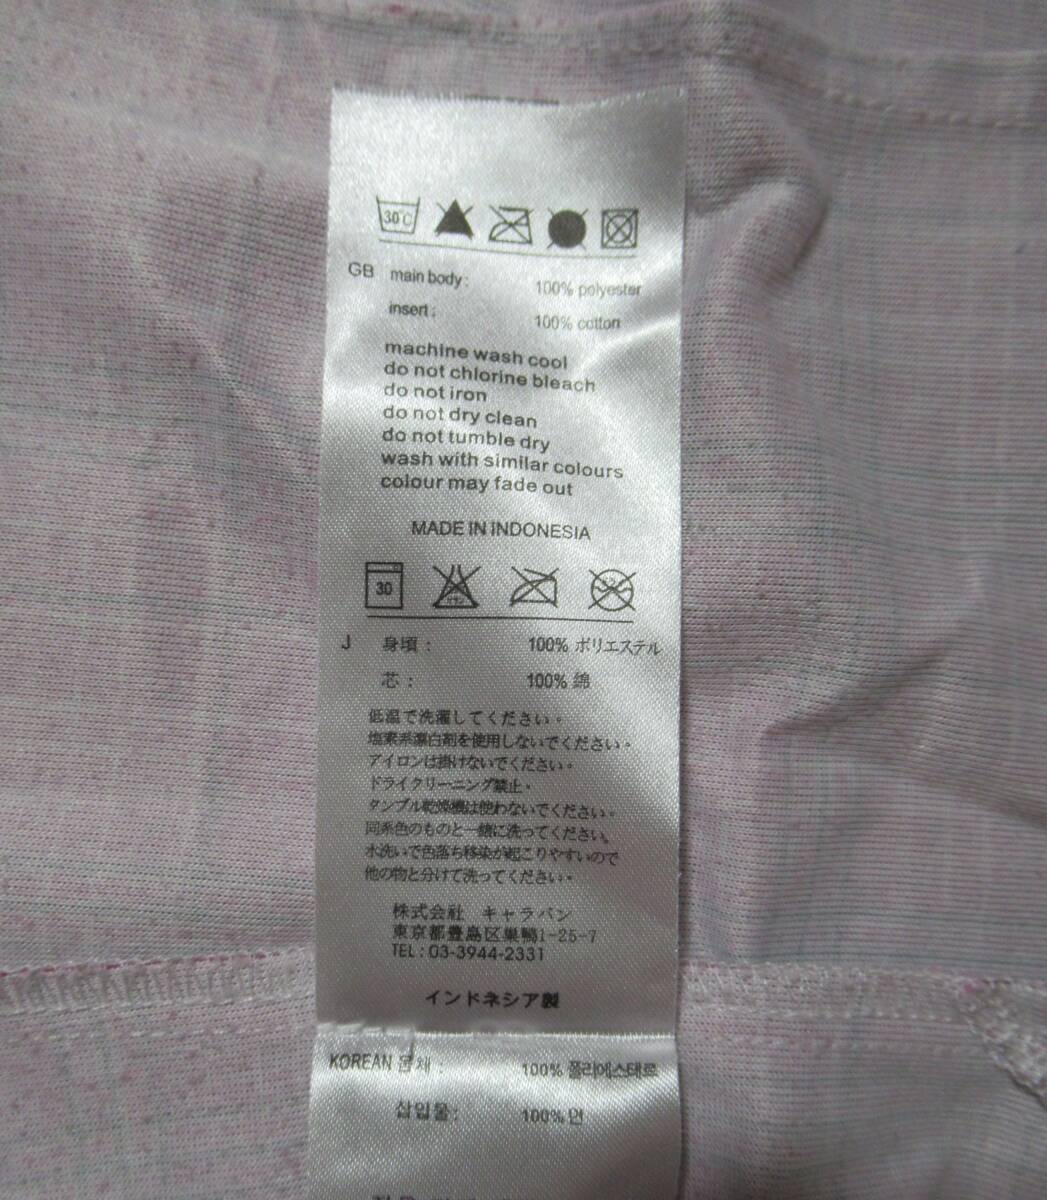 30°C
GB main body: 100% polyester
insert: 100% cotton
machine wash cool
do not chlorine bleach
do not iron
do not dry clean
do not tumble dry
wash with similar colours
colour may fade out
MADE IN INDONESIA
30
J 身頃: 100% ポリエステル
芯: 100% 綿
低温で洗濯してください。
塩素系漂白剤を使用しないでください。
アイロンは掛けないでください。
ドライクリーニング禁止。
タンブル乾燥機は使わないでください。
同系色のものと一緒に洗ってください。
水洗いで色落ち移染が起こりやすいので
他の物と分けて洗ってください。
株式会社 キャラバン
東京都豊島区巣鴨1-25-7
TEL: 03-3944-2331
インドネシア製
KOREAN 몸체: 100% 폴리에스테르
삽입물: 100% 면